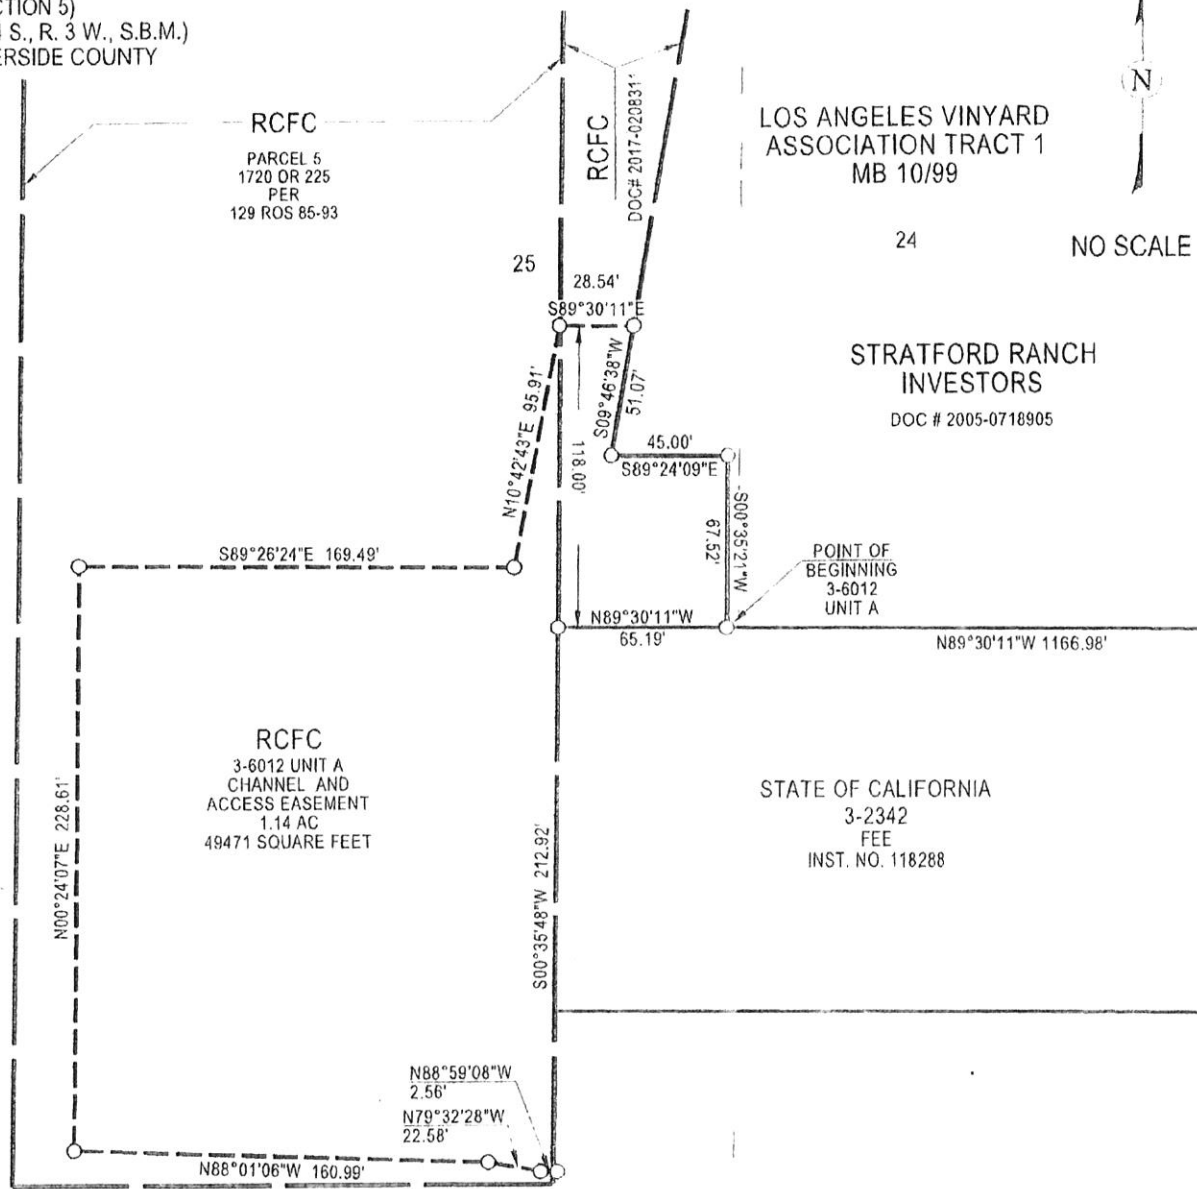 CTION 5)
S., R. 3 W., S.B.M.)
ERSIDE COUNTY
RCFC
PARCEL 5
1720 OR 225
PER
129 ROS 85-93
RCFC
DOC# 2017-0208311
LOS ANGELES VINYARD
ASSOCIATION TRACT 1
MB 10/99
N
24
NO SCALE
25
28.54'
S89°30'11"E
STRATFORD RANCH
INVESTORS
DOC # 2005-0718905
N10°42'43"E 95.91'
118.00'
S09°46'38"W
51.07'
45.00'
S89°24'09"E
S00°35'21"W
67.52'
S89°26'24"E 169.49'
POINT OF
BEGINNING
3-6012
UNIT A
N89°30'11"W
65.19'
N89°30'11"W 1166.98'
RCFC
3-6012 UNIT A
CHANNEL AND
ACCESS EASEMENT
1.14 AC
49471 SQUARE FEET
N00°24'07"E 228.61'
S00°35'48"W 212.92'
STATE OF CALIFORNIA
3-2342
FEE
INST. NO. 118288
N88°59'08"W
2.56'
N79°32'28"W
22.58'
N88°01'06"W 160.99'